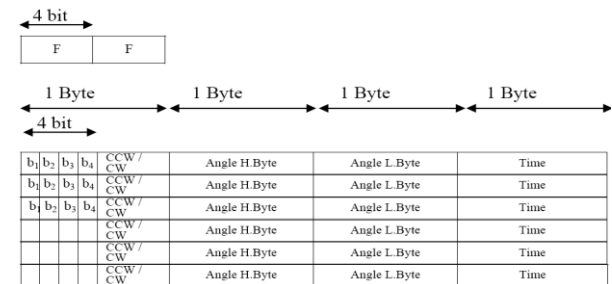 4 bit
F F
1 Byte 1 Byte 1 Byte 1 Byte
4 bit
b1 b2 b3 b4 CCW / CW Angle H.Byte Angle L.Byte Time
b1 b2 b3 b4 CCW / CW Angle H.Byte Angle L.Byte Time
b1 b2 b3 b4 CCW / CW Angle H.Byte Angle L.Byte Time
CCW / CW Angle H.Byte Angle L.Byte Time
CCW / CW Angle H.Byte Angle L.Byte Time
CCW / CW Angle H.Byte Angle L.Byte Time